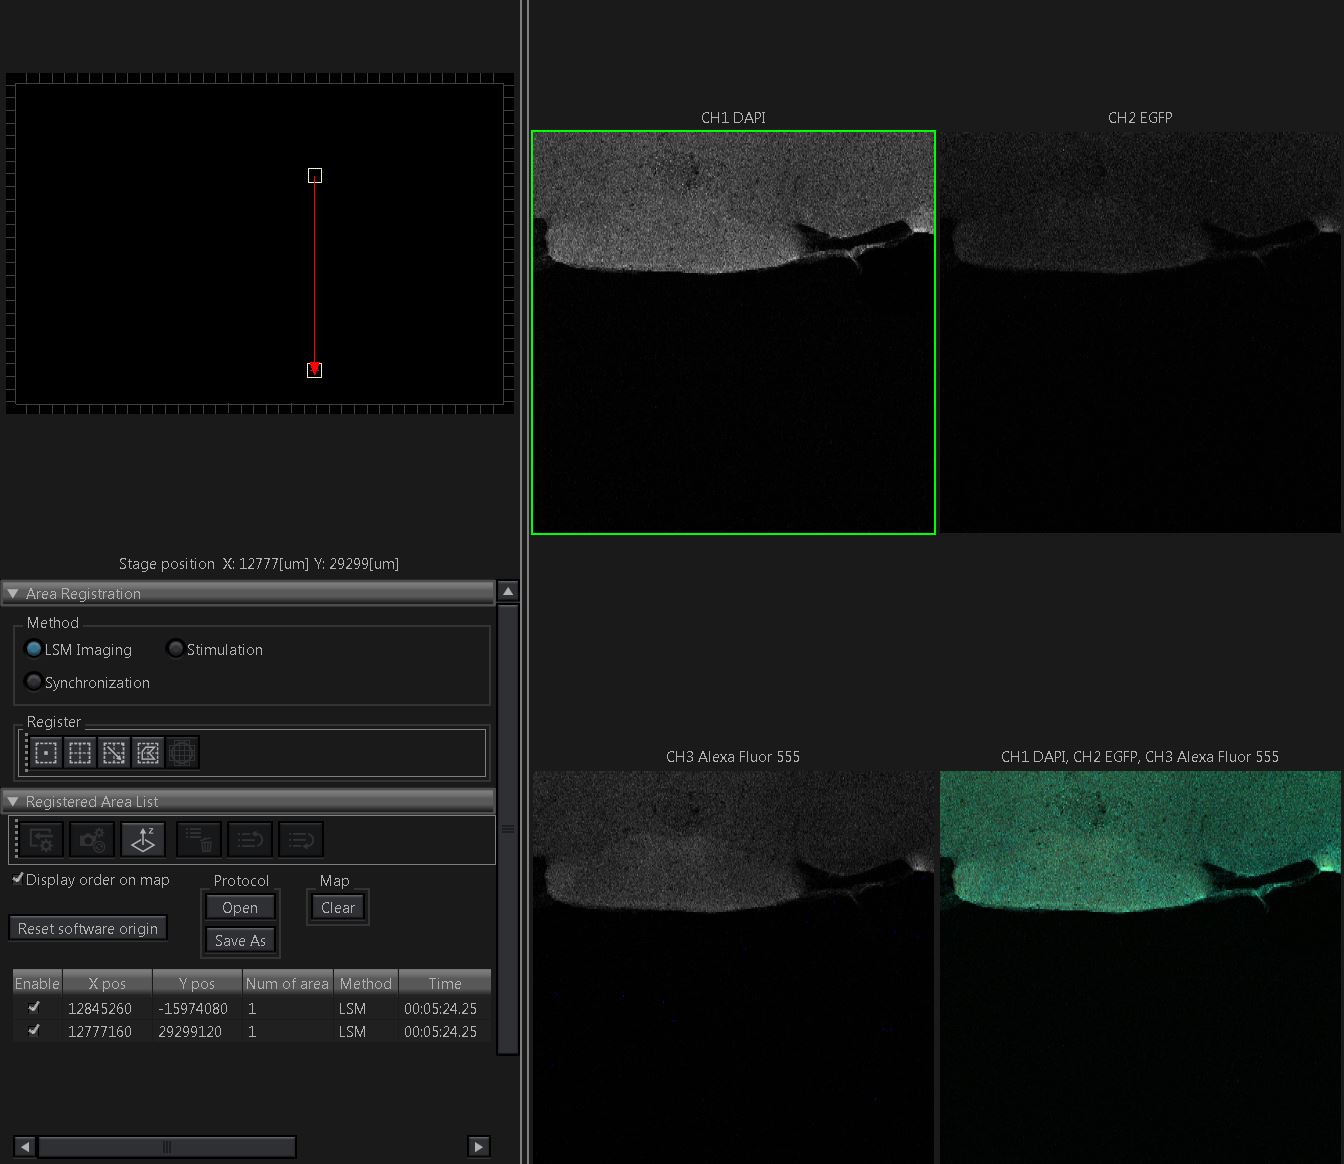 CH1 DAPI
CH2 EGFP
Stage position X: 12777[um] Y: 29299[um]
Area Registration
Method
LSM Imaging
Stimulation
Synchronization
Register
Registered Area List
Z
Display order on map
Protocol
Map
Open
Clear
Reset software origin
Save As
Enable X pos Y pos Num of area Method Time
12845260 -15974080 1 LSM 00:05:24.25
12777160 29299120 1 LSM 00:05:24.25
CH3 Alexa Fluor 555
CH1 DAPI, CH2 EGFP, CH3 Alexa Fluor 555